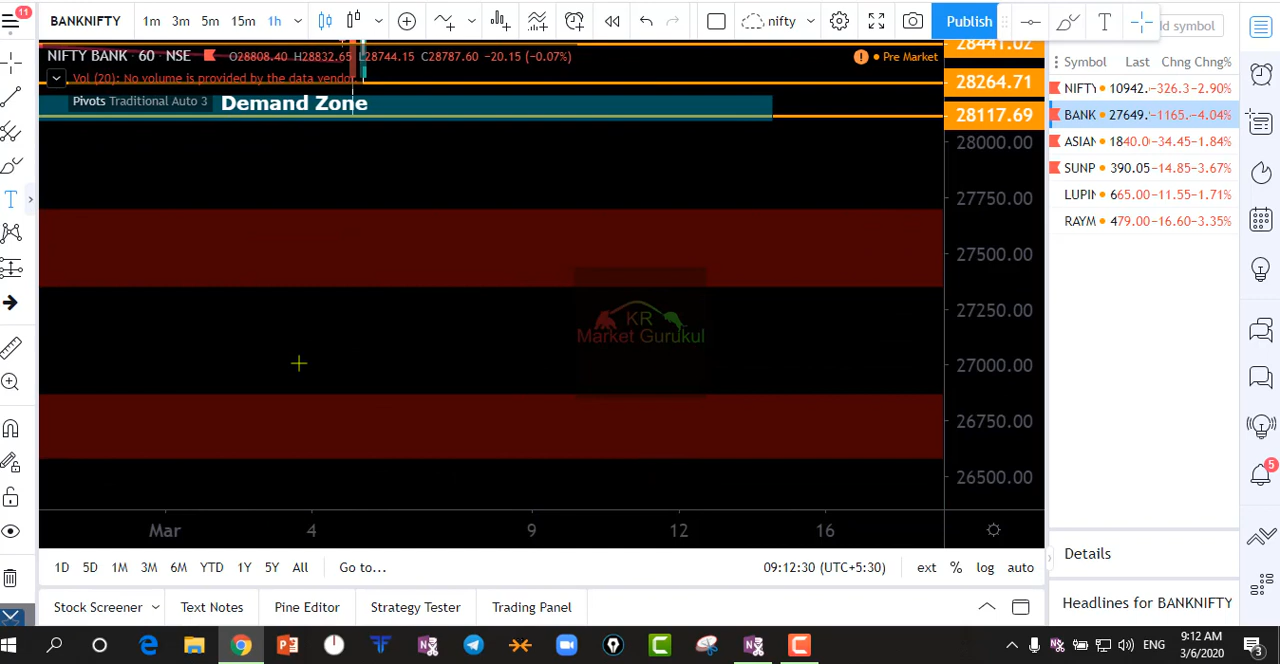 11
BANKNIFTY
1m 3m 5m 15m 1h
nifty
Publish
dd symbol
NIFTY BANK · 60 · NSE
O28808.40 H28832.65 L28744.15 C28787.60 −20.15 (−0.07%)
! Pre Market
Vol (20): No volume is provided by the data vendor
Pivots Traditional Auto 3
Demand Zone
28441.02
28264.71
28117.69
28000.00
27750.00
27500.00
27250.00
27000.00
26750.00
26500.00
KR
Market Gurukul
Mar 4 9 12 16
Symbol Last Chng Chng%
NIFTY 10942. −326.3 −2.90%
BANK 27649. −1165. −4.04%
ASIAN 1840.0 −34.45 −1.84%
SUNP 390.05 −14.85 −3.67%
LUPIN 665.00 −11.55 −1.71%
RAYM 479.00 −16.60 −3.35%
5
1D 5D 1M 3M 6M YTD 1Y 5Y All Go to...
09:12:30 (UTC+5:30) ext % log auto
Details
Stock Screener Text Notes Pine Editor Strategy Tester Trading Panel
Headlines for BANKNIFTY
ENG
9:12 AM
3/6/2020
3